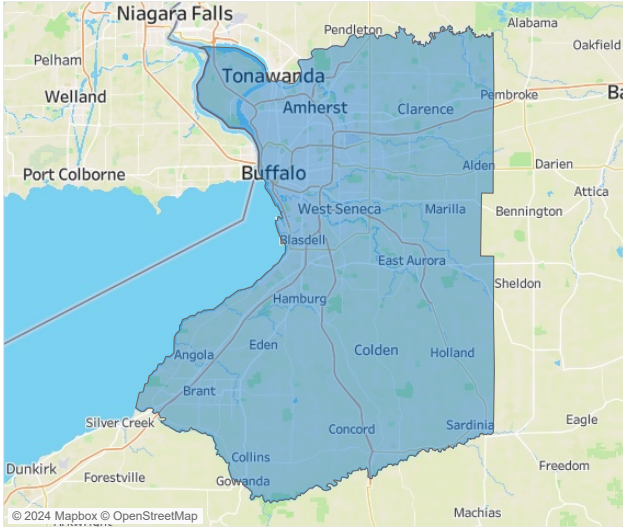 Niagara Falls
Alabama
Pendleton
Oakfield
Pelham
Tonawanda
Welland
Pembroke
Ba
Amherst
Clarence
Port Colborne
Buffalo
Alden
Darien
Attica
West Seneca
Marilla
Bennington
Blasdell
East Aurora
Sheldon
Hamburg
Eden
Angola
Colden
Holland
Brant
Silver Creek
Concord
Sardinia
Eagle
Collins
Dunkirk
Forestville
Gowanda
Freedom
© 2024 Mapbox © OpenStreetMap
Machias